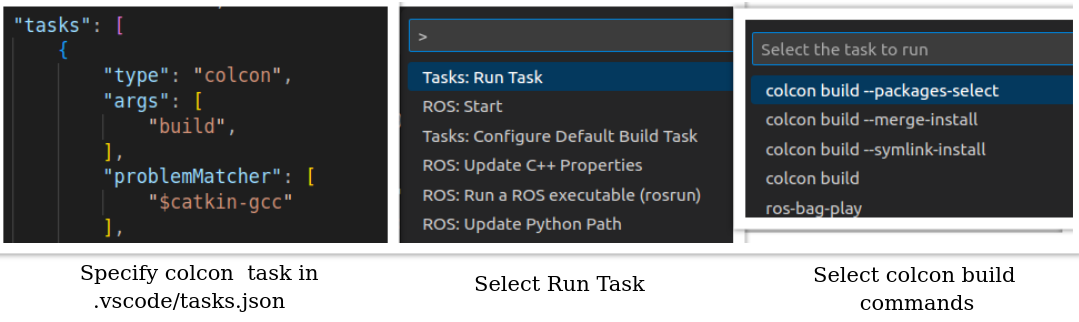 "tasks": [
{
"type": "colcon",
"args": [
"build",
],
"problemMatcher": [
"$catkin-gcc"
],
>
Tasks: Run Task
ROS: Start
Tasks: Configure Default Build Task
ROS: Update C++ Properties
ROS: Run a ROS executable (rosrun)
ROS: Update Python Path
Select the task to run
colcon build --packages-select
colcon build --merge-install
colcon build --symlink-install
colcon build
ros-bag-play
Specify colcon task in
.vscode/tasks.json
Select Run Task
Select colcon build
commands